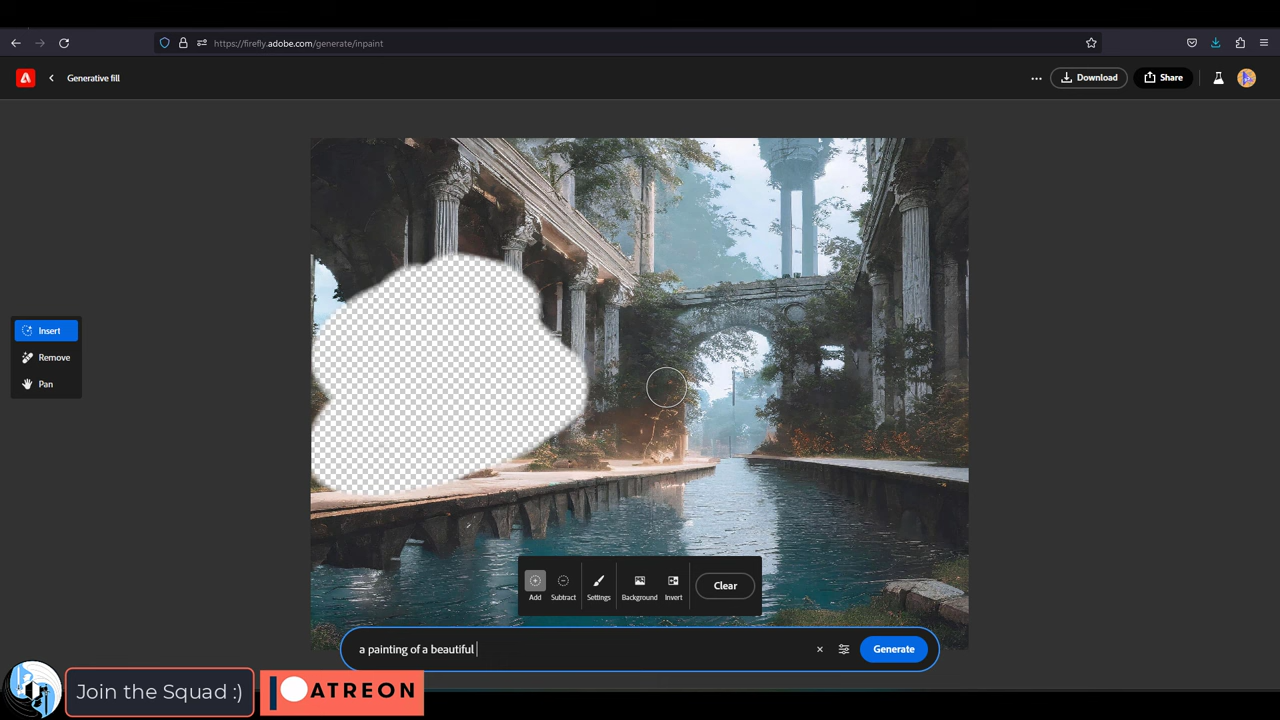 https://firefly.adobe.com/generate/inpaint
Generative fill
Download
Share
Insert
Remove
Pan
Add
Subtract
Settings
Background
Invert
Clear
a painting of a beautiful
Generate
Join the Squad :)
PATREON